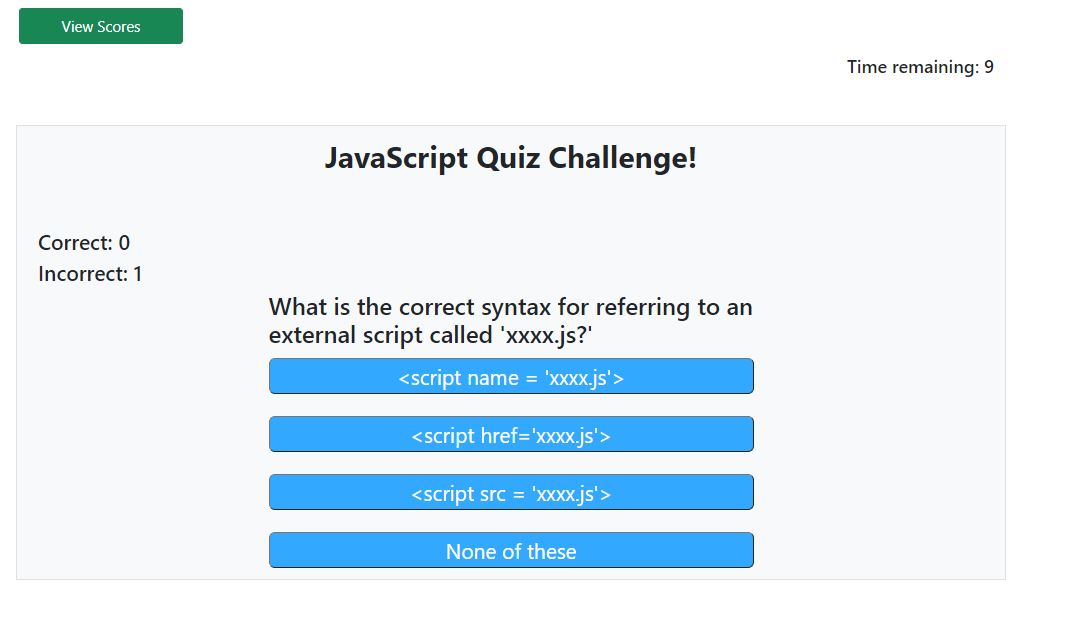 View Scores
Time remaining: 9
JavaScript Quiz Challenge!
Correct: 0
Incorrect: 1
What is the correct syntax for referring to an
external script called 'xxxx.js?'
<script name = 'xxxx.js'>
<script href='xxxx.js'>
<script src = 'xxxx.js'>
None of these